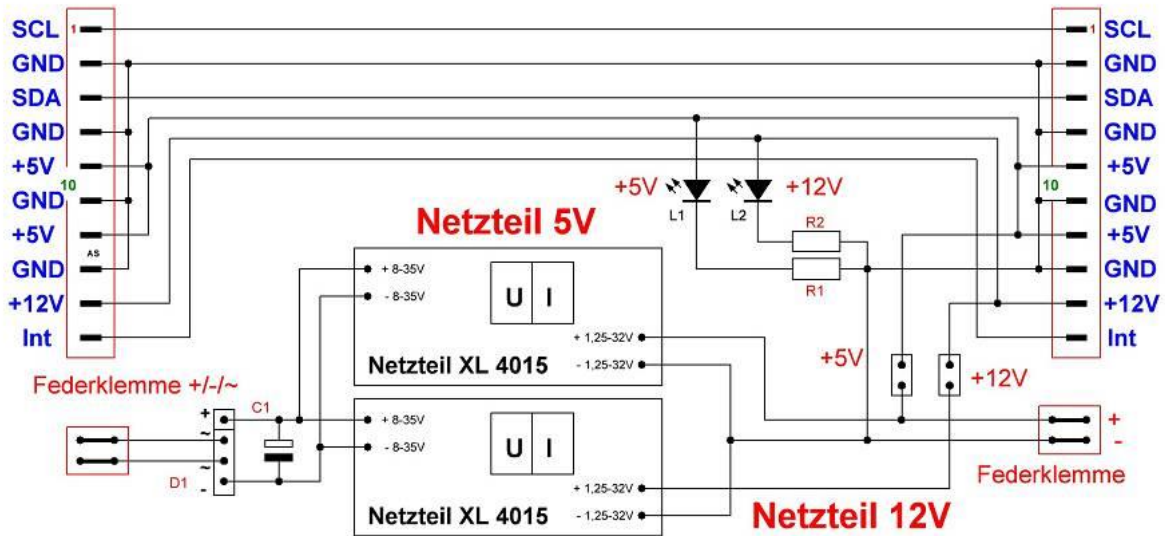 SCL 1
GND
SDA
GND
+5V
10
GND
+5V
AS
GND
+12V
Int
1 SCL
GND
SDA
GND
+5V
10
GND
+5V
GND
+12V
Int
+5V
+12V
L1
L2
R2
R1
Netzteil 5V
+ 8-35V
- 8-35V
U I
+ 1,25-32V
- 1,25-32V
Netzteil XL 4015
+5V
+12V
Federklemme +/-/~
+
~
~
-
C1
D1
+ 8-35V
- 8-35V
U I
+ 1,25-32V
- 1,25-32V
Netzteil XL 4015
Netzteil 12V
+
-
Federklemme